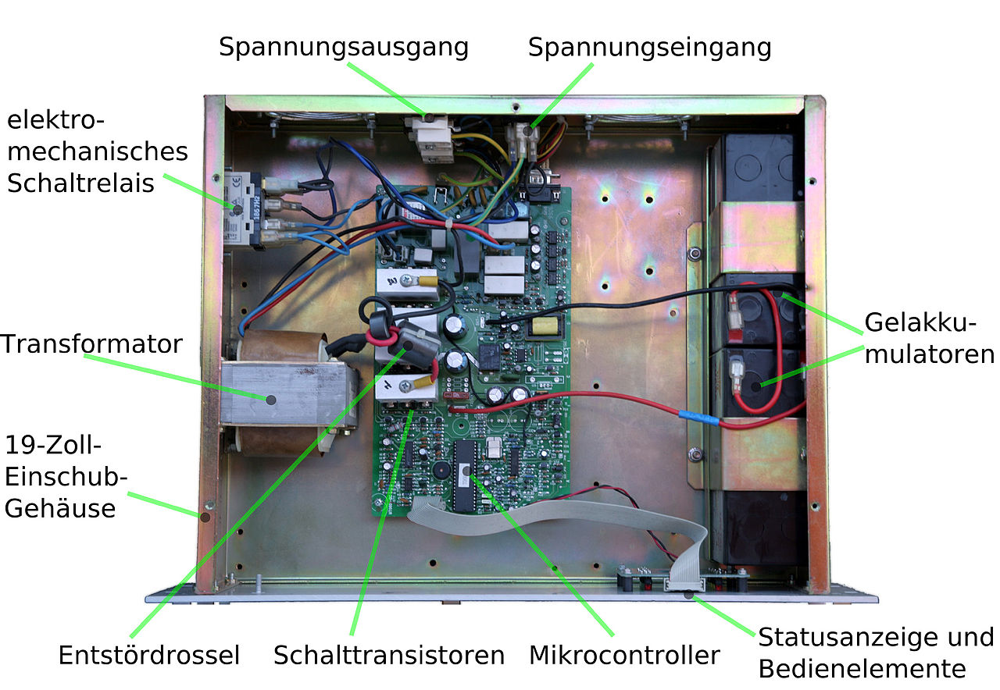 Spannungsausgang
Spannungseingang
elektro-
mechanisches
Schaltrelais
Transformator
Gelakku-
mulatoren
19-Zoll-
Einschub-
Gehäuse
Entstördrossel
Schalttransistoren
Mikrocontroller
Statusanzeige und
Bedienelemente